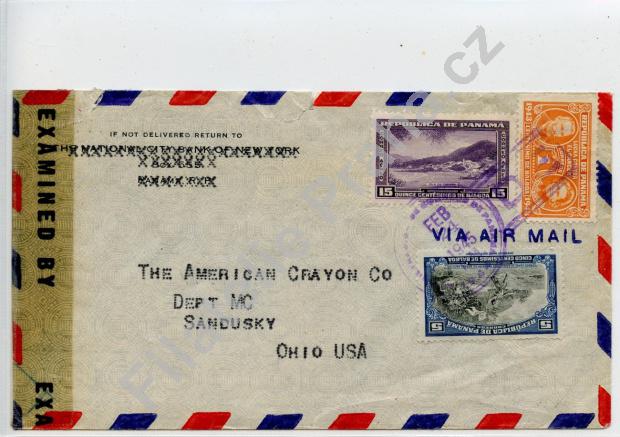 EXAMINED BY
EXA
IF NOT DELIVERED RETURN TO
THE NATIONAL CITY BANK OF NEW YORK
REPUBLICA DE PANAMA
15 QUINCE CENTESIMOS DE BALBOA 15
REPUBLICA DE PANAMA
FEB
VIA AIR MAIL
CINCO CENTESIMOS DE BALBOA
5 REPUBLICA DE PANAMA 5
THE AMERICAN CRAYON CO
DEPT MC
SANDUSKY
OHIO USA